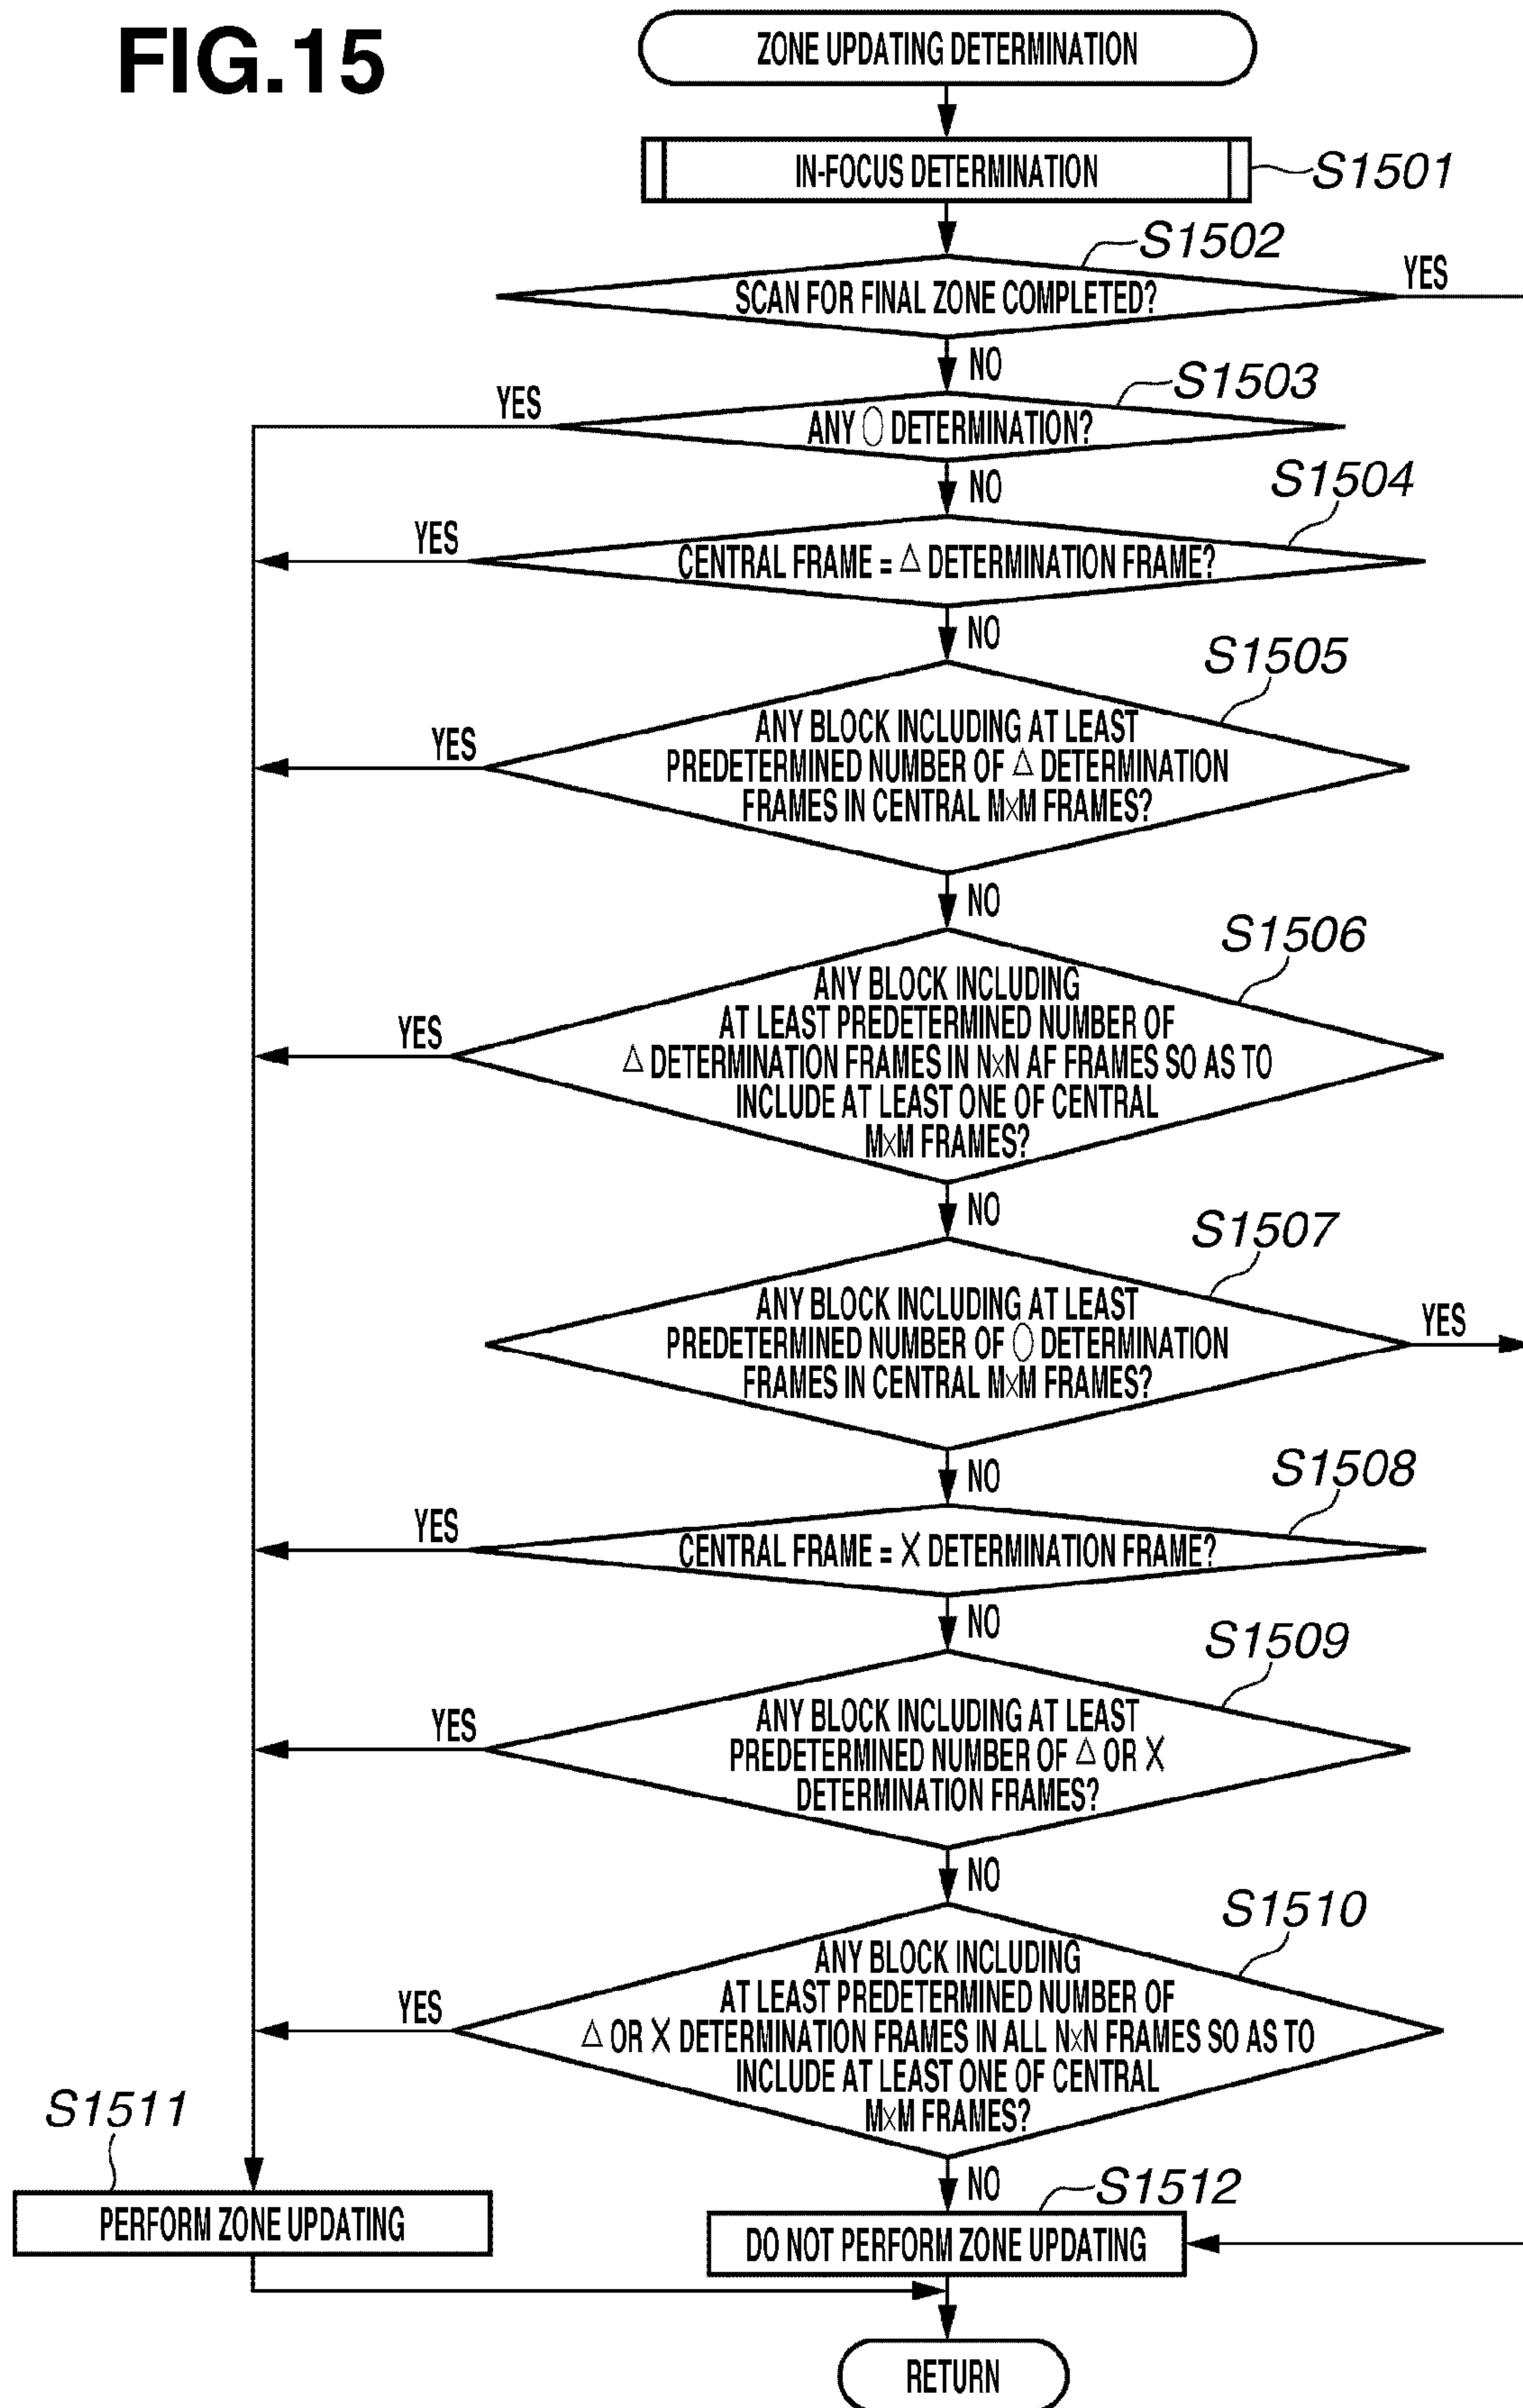 FIG.15
ZONE UPDATING DETERMINATION
IN-FOCUS DETERMINATION
S1501
S1502
SCAN FOR FINAL ZONE COMPLETED?
YES
NO
S1503
YES
ANY ○ DETERMINATION?
NO
S1504
YES
CENTRAL FRAME = △ DETERMINATION FRAME?
NO
S1505
YES
ANY BLOCK INCLUDING AT LEAST
PREDETERMINED NUMBER OF △ DETERMINATION
FRAMES IN CENTRAL M×M FRAMES?
NO
S1506
YES
ANY BLOCK INCLUDING
AT LEAST PREDETERMINED NUMBER OF
△ DETERMINATION FRAMES IN N×N AF FRAMES SO AS TO
INCLUDE AT LEAST ONE OF CENTRAL
M×M FRAMES?
NO
S1507
ANY BLOCK INCLUDING AT LEAST
PREDETERMINED NUMBER OF ○ DETERMINATION
FRAMES IN CENTRAL M×M FRAMES?
YES
NO
S1508
YES
CENTRAL FRAME = X DETERMINATION FRAME?
NO
S1509
YES
ANY BLOCK INCLUDING AT LEAST
PREDETERMINED NUMBER OF △ OR X
DETERMINATION FRAMES?
NO
S1510
YES
ANY BLOCK INCLUDING
AT LEAST PREDETERMINED NUMBER OF
△ OR X DETERMINATION FRAMES IN ALL N×N FRAMES SO AS TO
INCLUDE AT LEAST ONE OF CENTRAL
M×M FRAMES?
NO
S1511
PERFORM ZONE UPDATING
S1512
DO NOT PERFORM ZONE UPDATING
RETURN